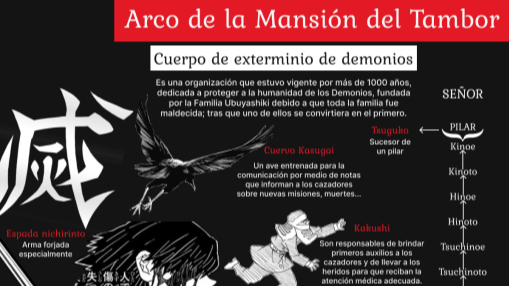 Arco de la Mansión del Tambor
Cuerpo de exterminio de demonios
Es una organización que estuvo vigente por más de 1000 años,
dedicada a proteger a la humanidad de los Demonios, fundada
por la Familia Ubuyashiki debido a que toda la familia fue
maldecida; tras que uno de ellos se convirtiera en el primero.
SEÑOR
Tsuguko
PILAR
Sucesor de
un pilar
Kinoe
Cuervo Kasugai
Un ave entrenada para la
comunicación por medio de notas
que informan a los cazadores
sobre nuevas misiones, muertes...
Kinoto
Hinoe
Hinoto
Tsuchinoe
Tsuchinoto
滅
Espada nichirinto
Arma forjada
especialmente
Kakushi
Son responsables de brindar
primeros auxilios a los
cazadores y de llevar a los
heridos para que reciban la
atención médica adecuada.
失傷人